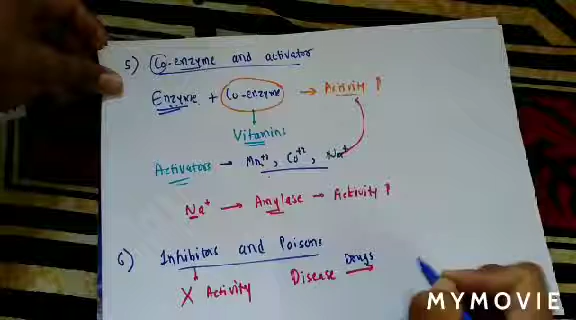 5) Co-enzyme and activator
Enzyme + Co-enzyme → Activity ↑
Vitamins
Activators → Mn+2, Co+2, Na+
Na+ → Amylase → Activity ↑
6) Inhibitors and Poisons
X Activity Disease Drugs →
MYMOVIE